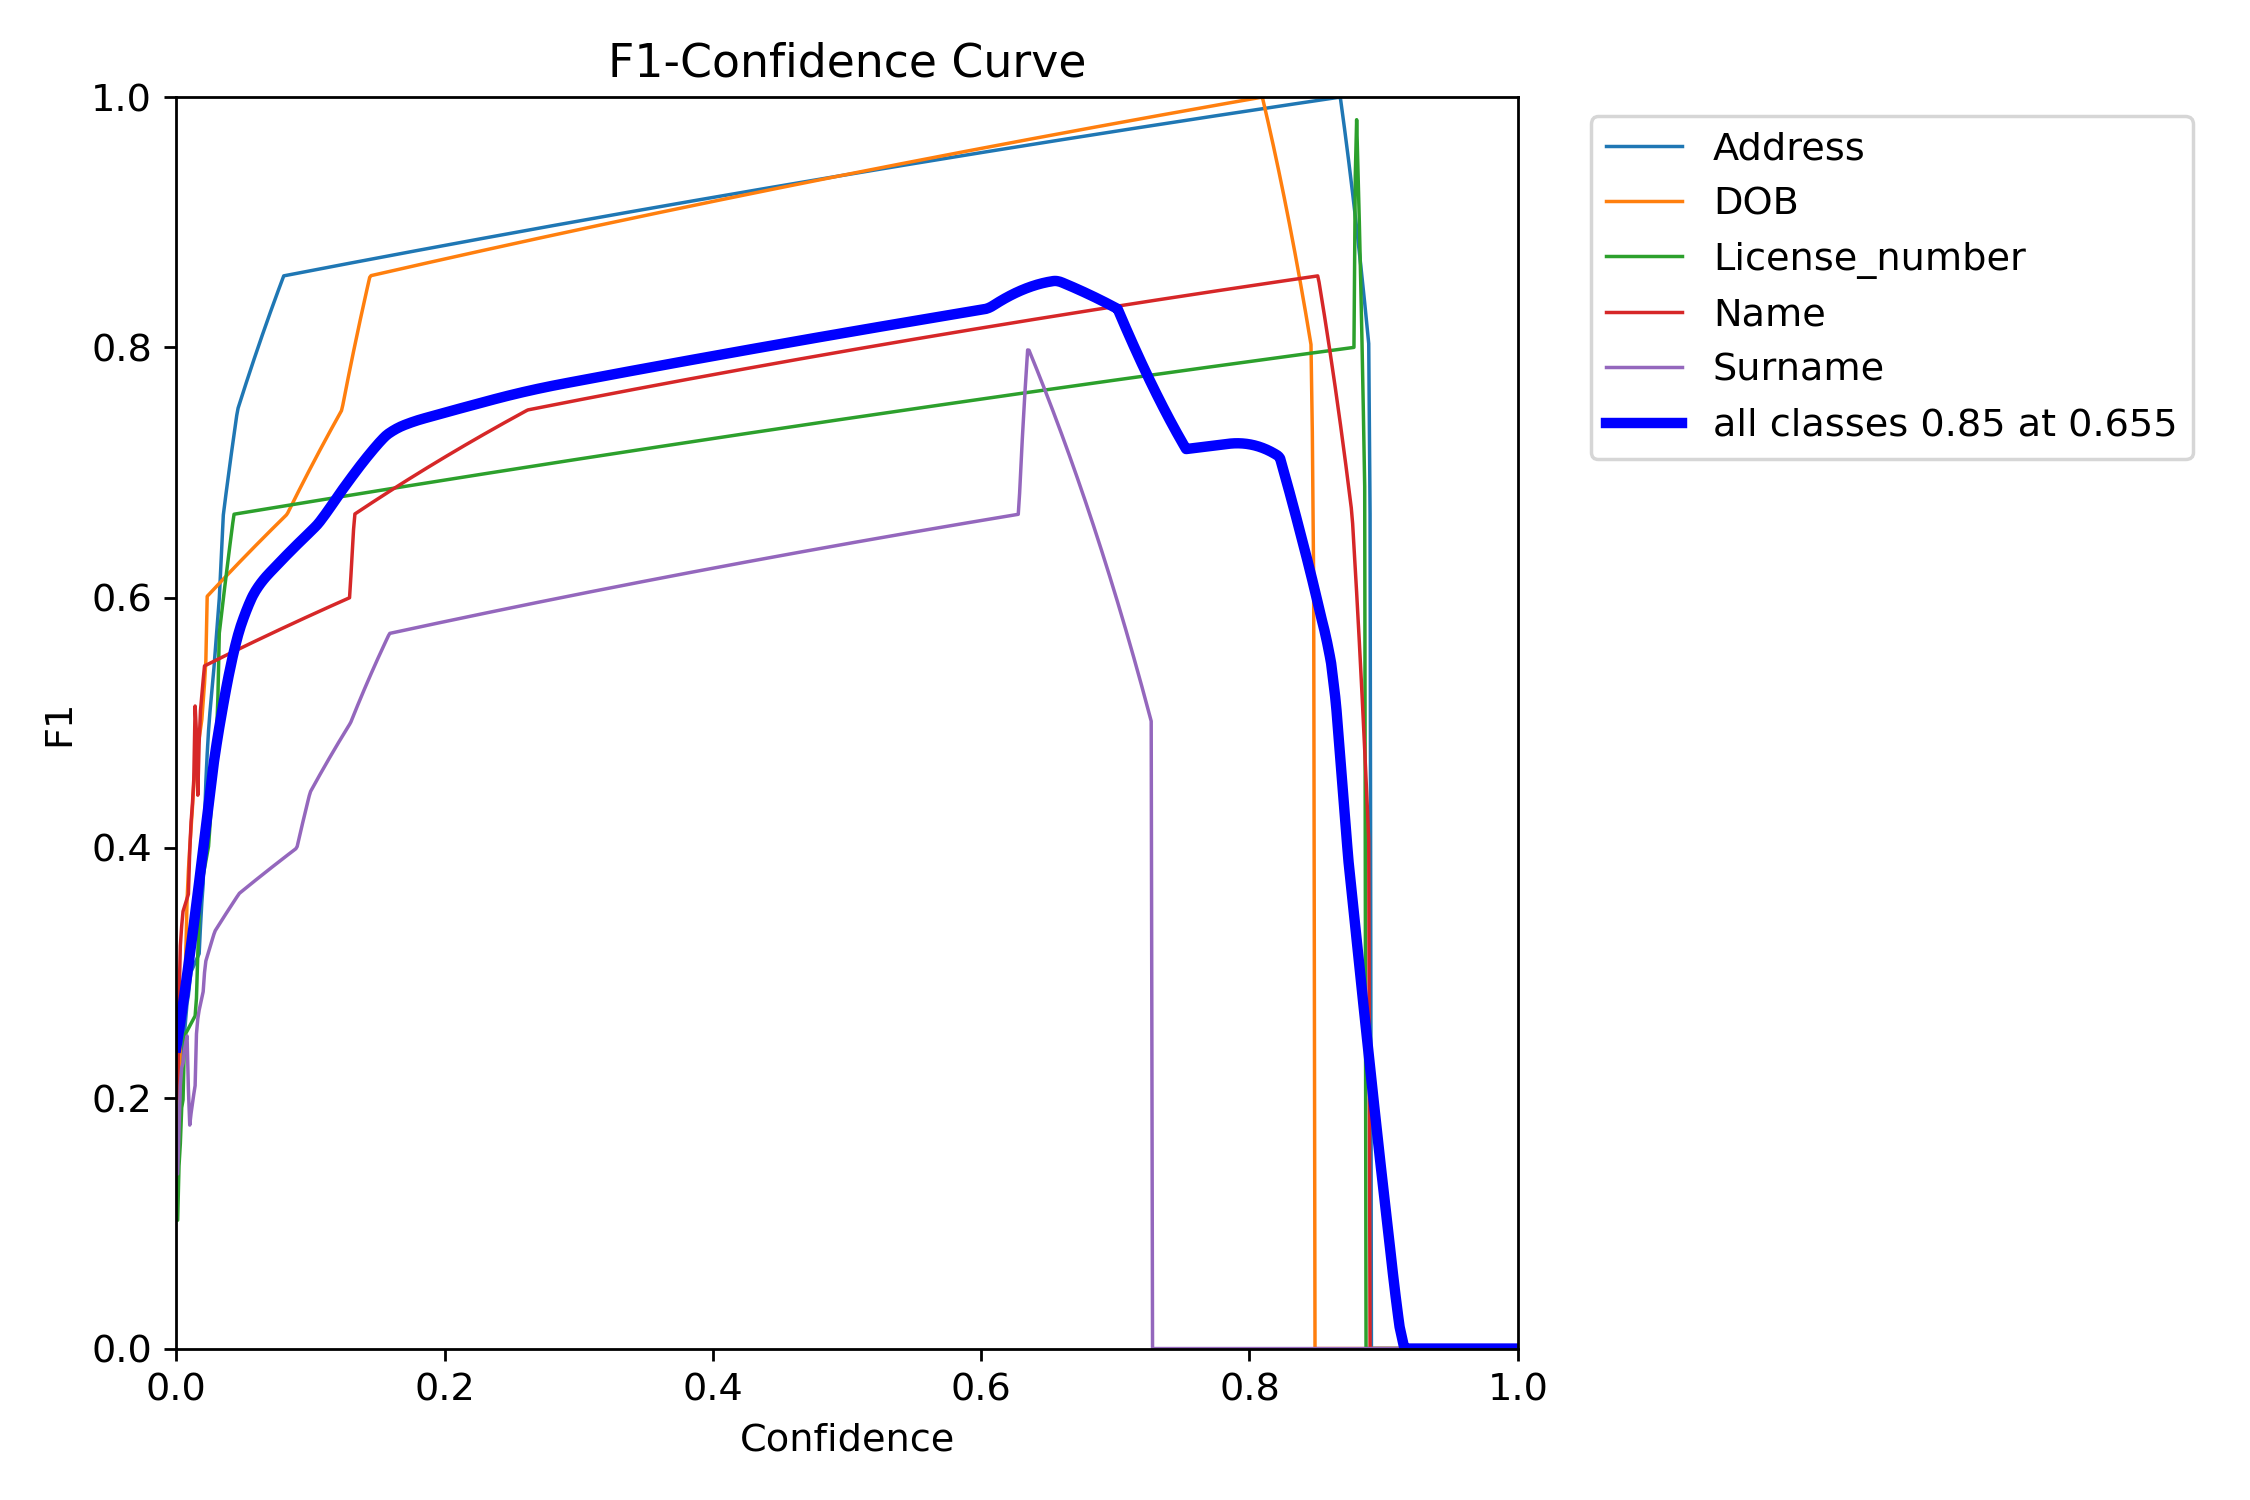 F1-Confidence Curve
1.0
0.8
0.6
0.4
0.2
0.0
F1
0.0 0.2 0.4 0.6 0.8 1.0
Confidence
Address
DOB
License_number
Name
Surname
all classes 0.85 at 0.655